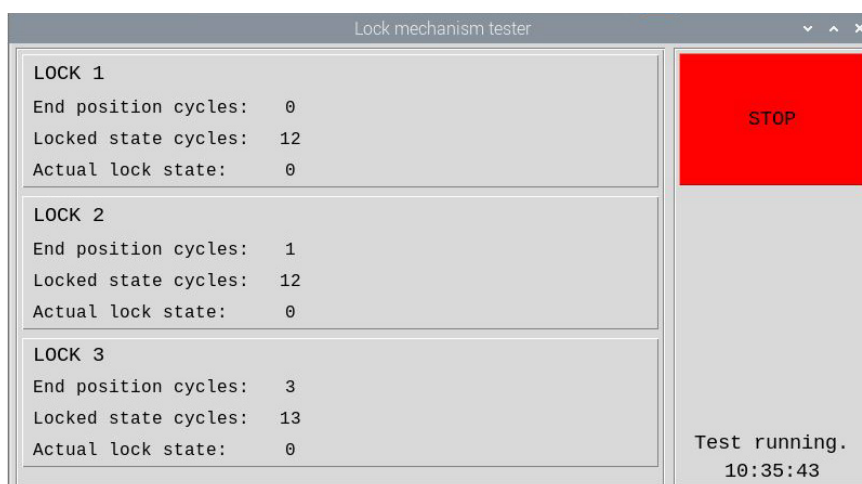 Lock mechanism tester
LOCK 1
End position cycles: 0
Locked state cycles: 12
Actual lock state: 0
LOCK 2
End position cycles: 1
Locked state cycles: 12
Actual lock state: 0
LOCK 3
End position cycles: 3
Locked state cycles: 13
Actual lock state: 0
STOP
Test running.
10:35:43